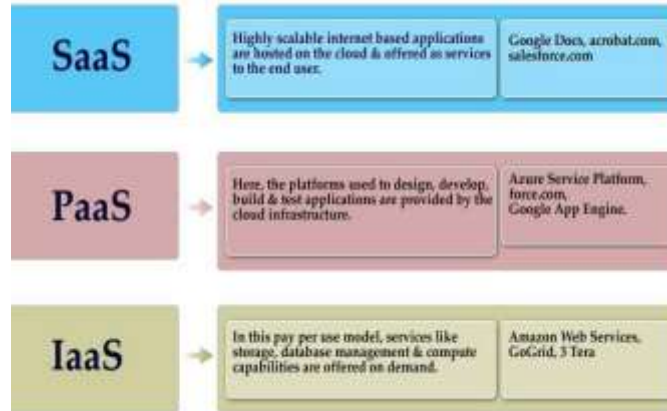 SaaS
Highly scalable internet based applications
are hosted on the cloud & offered as services
to the end user.
Google Docs, acrobat.com,
salesforce.com
PaaS
Here, the platforms used to design, develop,
build & test applications are provided by the
cloud infrastructure.
Azure Service Platform,
force.com,
Google App Engine.
IaaS
In this pay per use model, services like
storage, database management & compute
capabilities are offered on demand.
Amazon Web Services,
GoGrid, 3 Tera